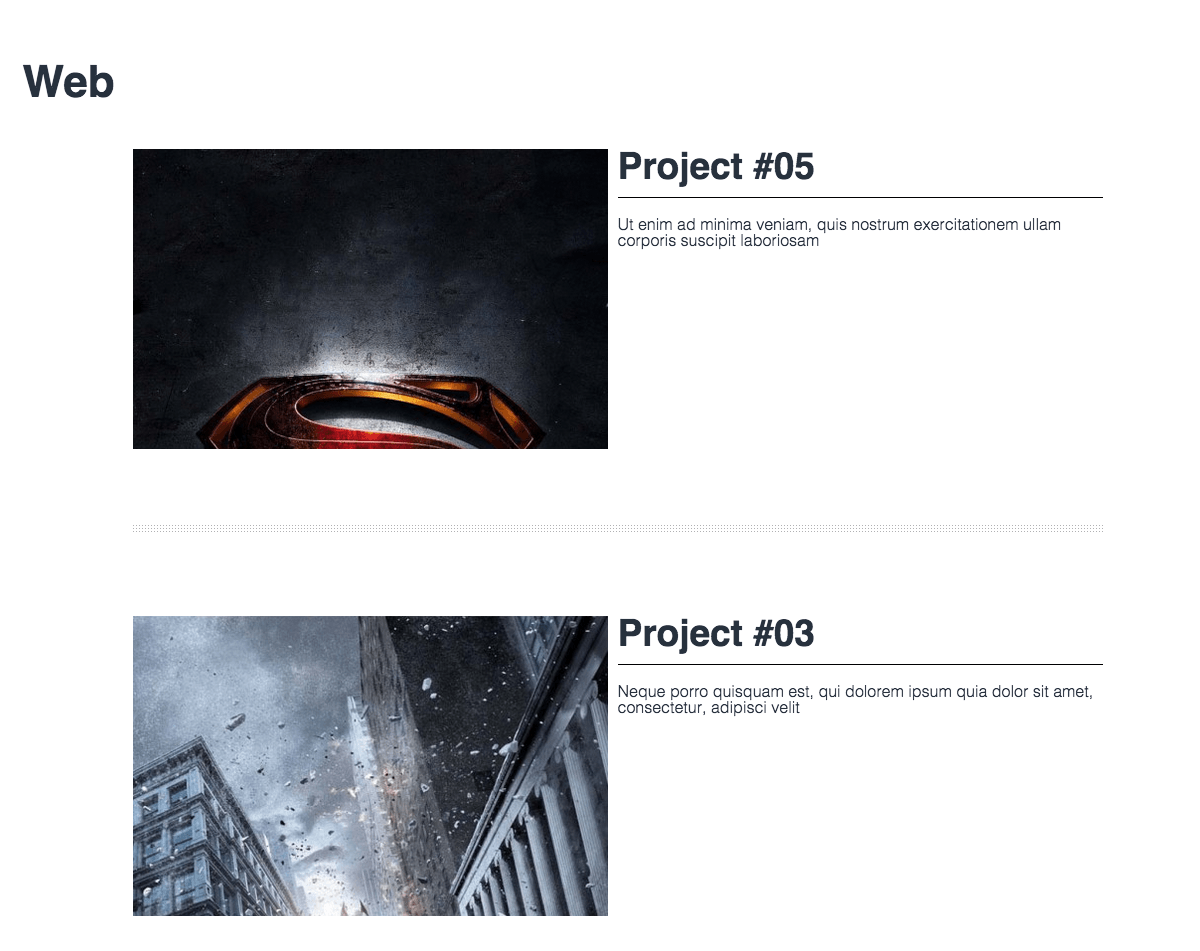 Web
Project #05
Ut enim ad minima veniam, quis nostrum exercitationem ullam
corporis suscipit laboriosam
Project #03
Neque porro quisquam est, qui dolorem ipsum quia dolor sit amet,
consectetur, adipisci velit